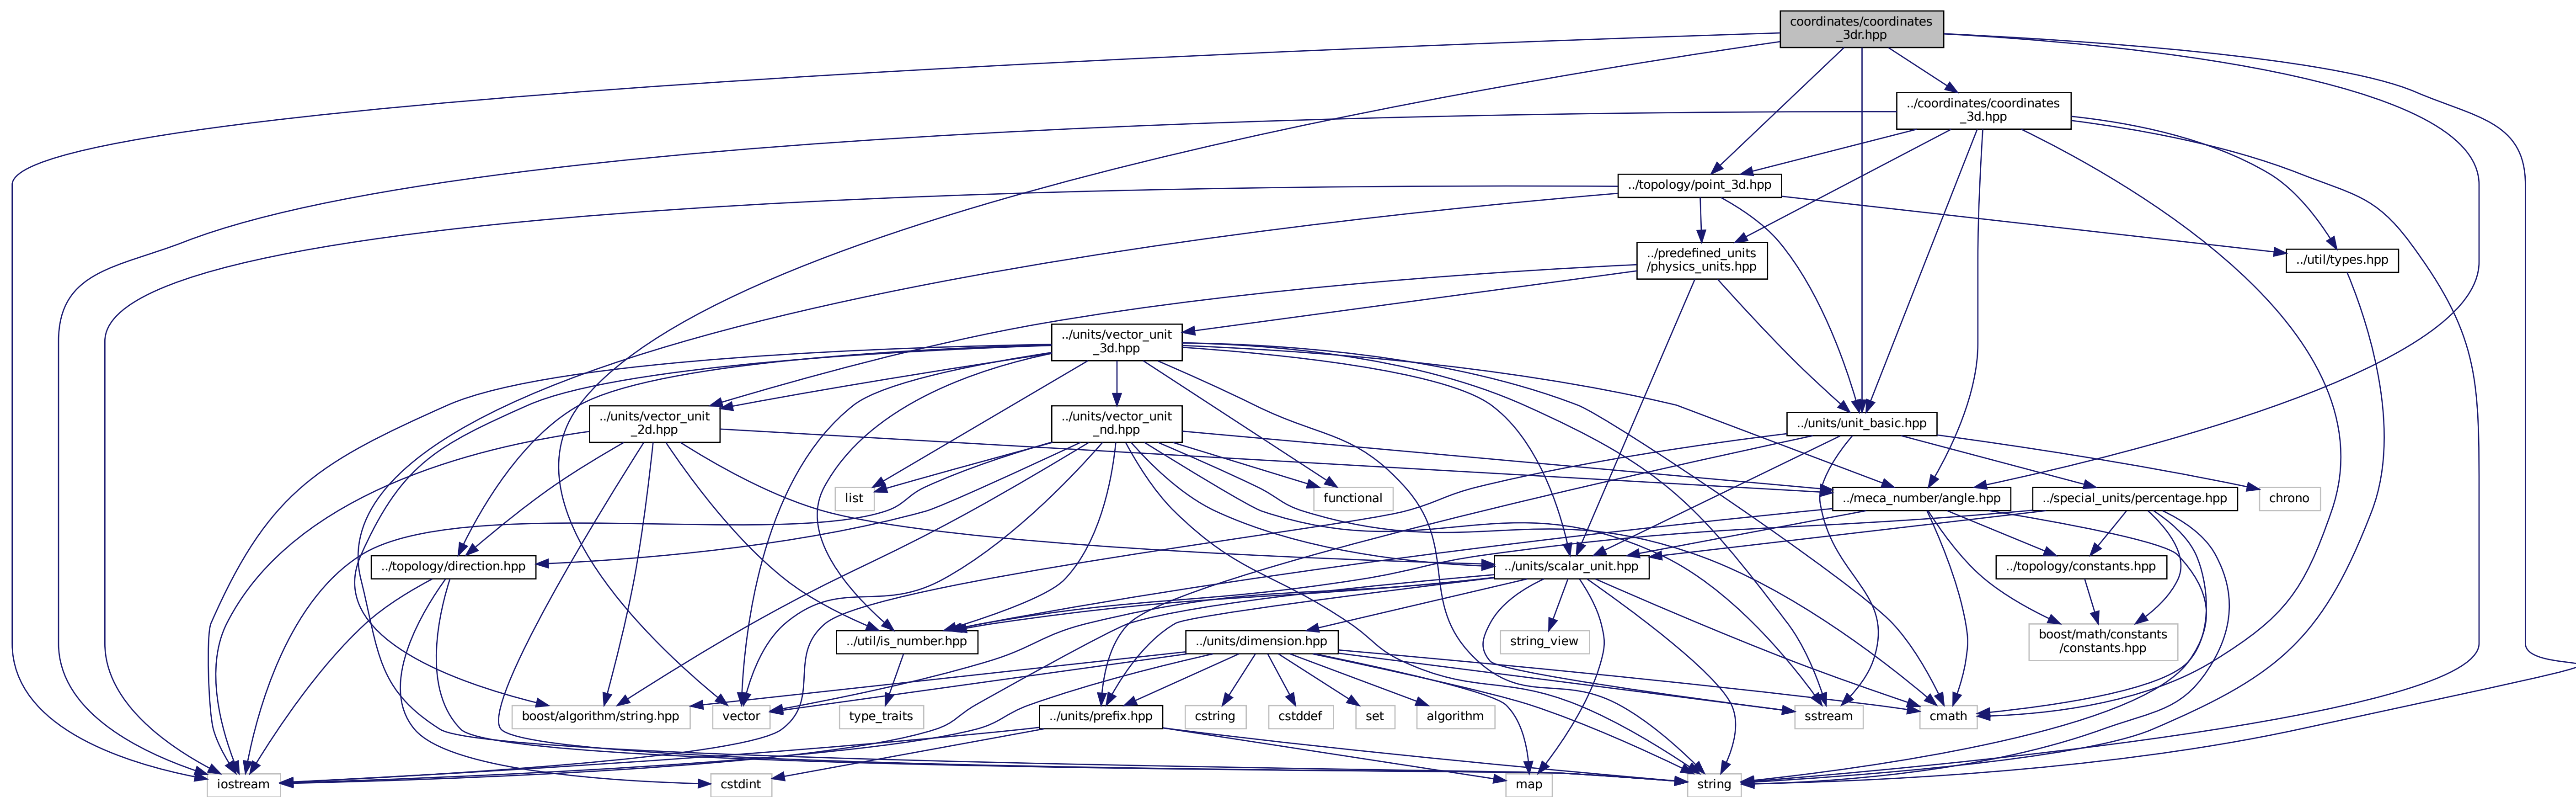 coordinates/coordinates
_3dr.hpp
../coordinates/coordinates
_3d.hpp
../topology/point_3d.hpp
../predefined_units
/physics_units.hpp
../util/types.hpp
../units/vector_unit
_3d.hpp
../units/vector_unit
_2d.hpp
../units/vector_unit
_nd.hpp
../units/unit_basic.hpp
list
functional
../meca_number/angle.hpp
../special_units/percentage.hpp
chrono
../topology/direction.hpp
../units/scalar_unit.hpp
../topology/constants.hpp
../util/is_number.hpp
../units/dimension.hpp
string_view
boost/math/constants
/constants.hpp
boost/algorithm/string.hpp
vector
type_traits
../units/prefix.hpp
cstring
cstddef
set
algorithm
sstream
cmath
iostream
cstdint
map
string